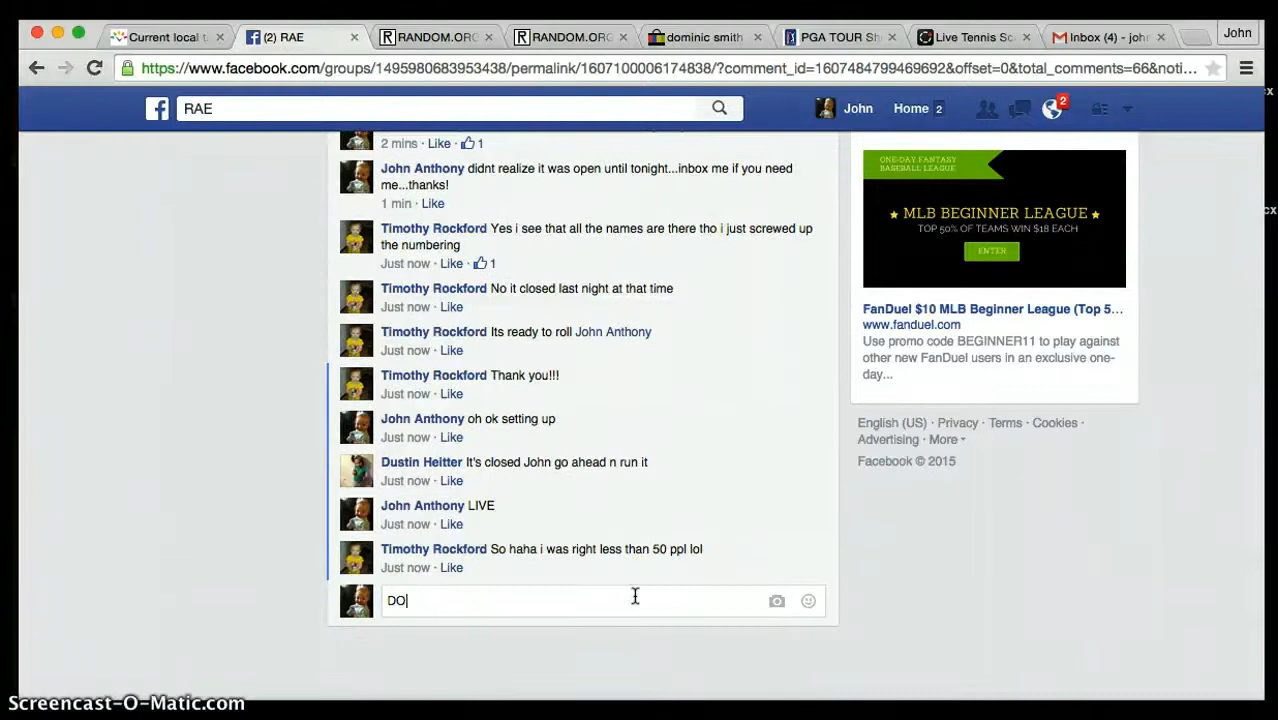 Current local t
(2) RAE
RANDOM.ORG
RANDOM.ORG
dominic smith
PGA TOUR Sh
Live Tennis Sc
Inbox (4) - joh
John
https://www.facebook.com/groups/1495980683953438/permalink/1607100006174838/?comment_id=1607484799469692&offset=0&total_comments=66&noti...
RAE
John
Home 2
2
2 mins · Like · 1
John Anthony didnt realize it was open until tonight...inbox me if you need
me...thanks!
1 min · Like
Timothy Rockford Yes i see that all the names are there tho i just screwed up
the numbering
Just now · Like · 1
Timothy Rockford No it closed last night at that time
Just now · Like
Timothy Rockford Its ready to roll John Anthony
Just now · Like
Timothy Rockford Thank you!!!
Just now · Like
John Anthony oh ok setting up
Just now · Like
Dustin Heitter It's closed John go ahead n run it
Just now · Like
John Anthony LIVE
Just now · Like
Timothy Rockford So haha i was right less than 50 ppl lol
Just now · Like
DO
ONE-DAY FANTASY
BASEBALL LEAGUE
MLB BEGINNER LEAGUE
TOP 50% OF TEAMS WIN $18 EACH
ENTER
FanDuel $10 MLB Beginner League (Top 5...
www.fanduel.com
Use promo code BEGINNER11 to play against
other new FanDuel users in an exclusive one-
day...
English (US) · Privacy · Terms · Cookies ·
Advertising · More
Facebook © 2015
cx
cx
Screencast-O-Matic.com